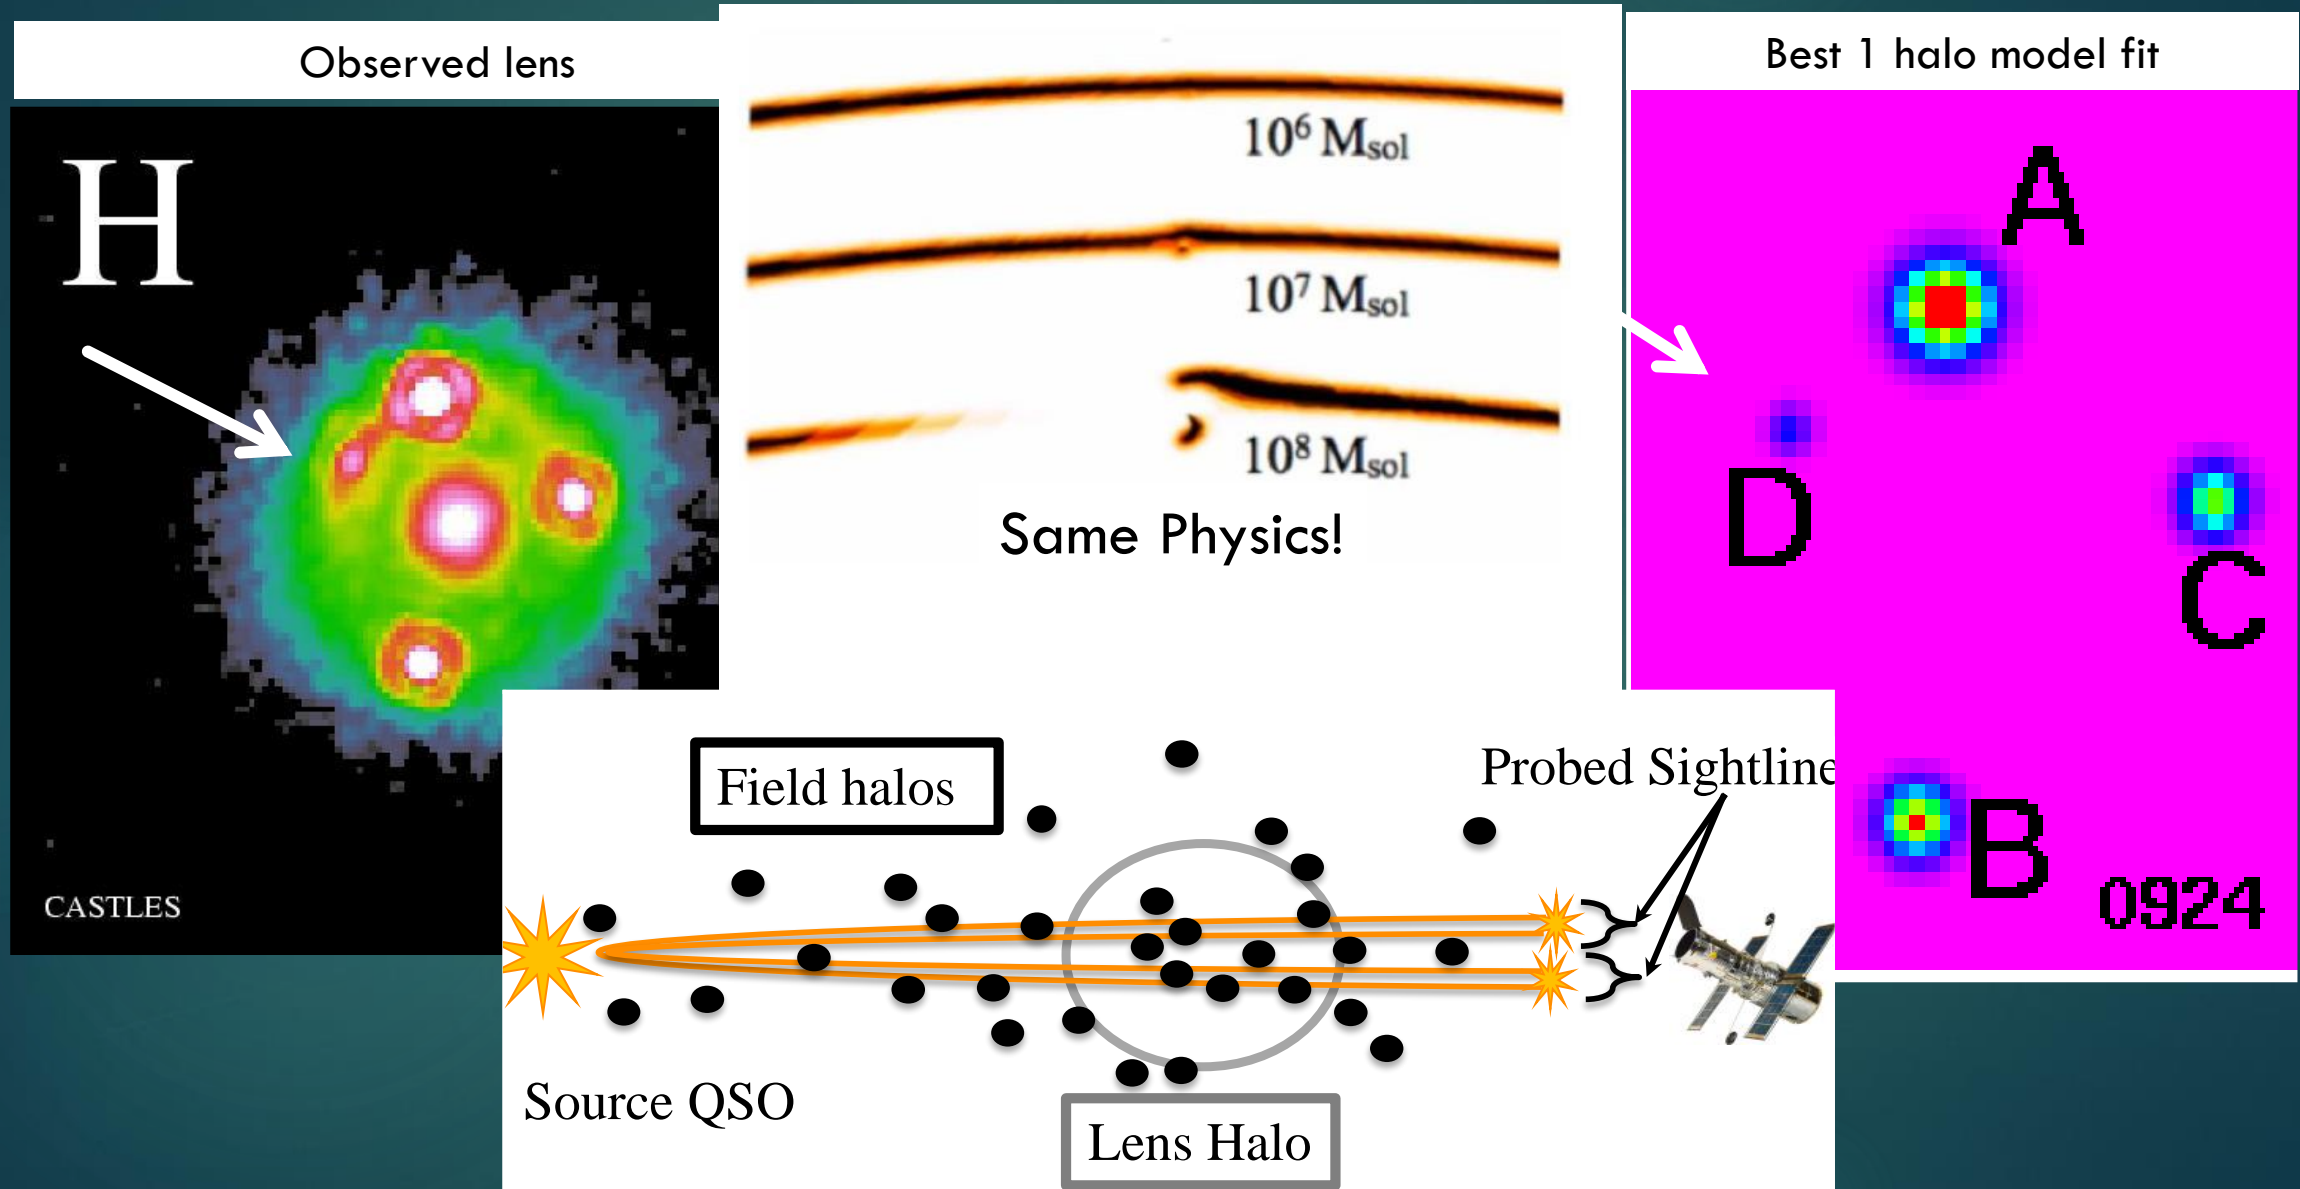 Observed lens
H
CASTLES
10⁶ Msol
10⁷ Msol
10⁸ Msol
Same Physics!
Best 1 halo model fit
A
D
C
B
0924
Field halos
Probed Sightline
Source QSO
Lens Halo